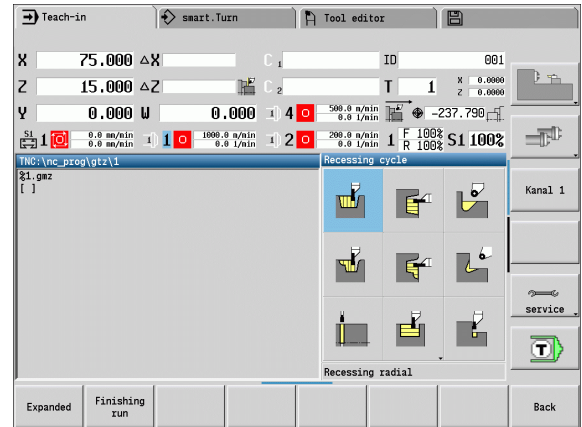 Teach-in
smart.Turn
Tool editor
X 75.000 △X C 1 ID 001
Z 15.000 △Z C 2 T 1 X 0.0000
Z 0.0000
Y 0.000 W 0.000 4 500.0 m/min
0.0 1/min -237.790
S1 1 0.0 mm/min
0.0 mm/min 1 1000.0 m/min
0.0 1/min 2 200.0 m/min
0.0 1/min 1 F 100%
R 100% S1 100%
TNC:\nc_prog\gtz\1
%1.gmz
[ ]
Recessing cycle
Recessing radial
Kanal 1
service
T
Expanded
Finishing
run
Back